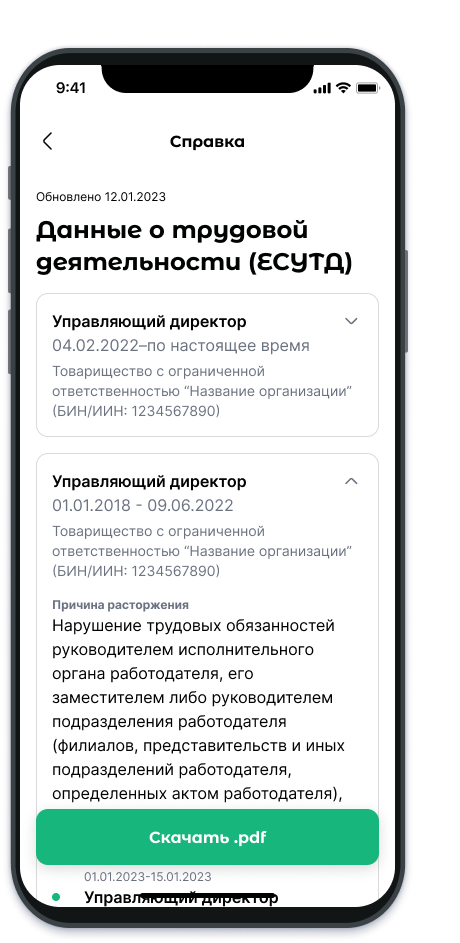 9:41
Справка
Обновлено 12.01.2023
Данные о трудовой
деятельности (ЕСУТД)
Управляющий директор
04.02.2022–по настоящее время
Товарищество с ограниченной
ответственностью “Название организации”
(БИН/ИИН: 1234567890)
Управляющий директор
01.01.2018 - 09.06.2022
Товарищество с ограниченной
ответственностью “Название организации”
(БИН/ИИН: 1234567890)
Причина расторжения
Нарушение трудовых обязанностей
руководителем исполнительного
органа работодателя, его
заместителем либо руководителем
подразделения работодателя
(филиалов, представительств и иных
подразделений работодателя,
определенных актом работодателя),
Скачать .pdf
01.01.2023-15.01.2023
Управляющий директор